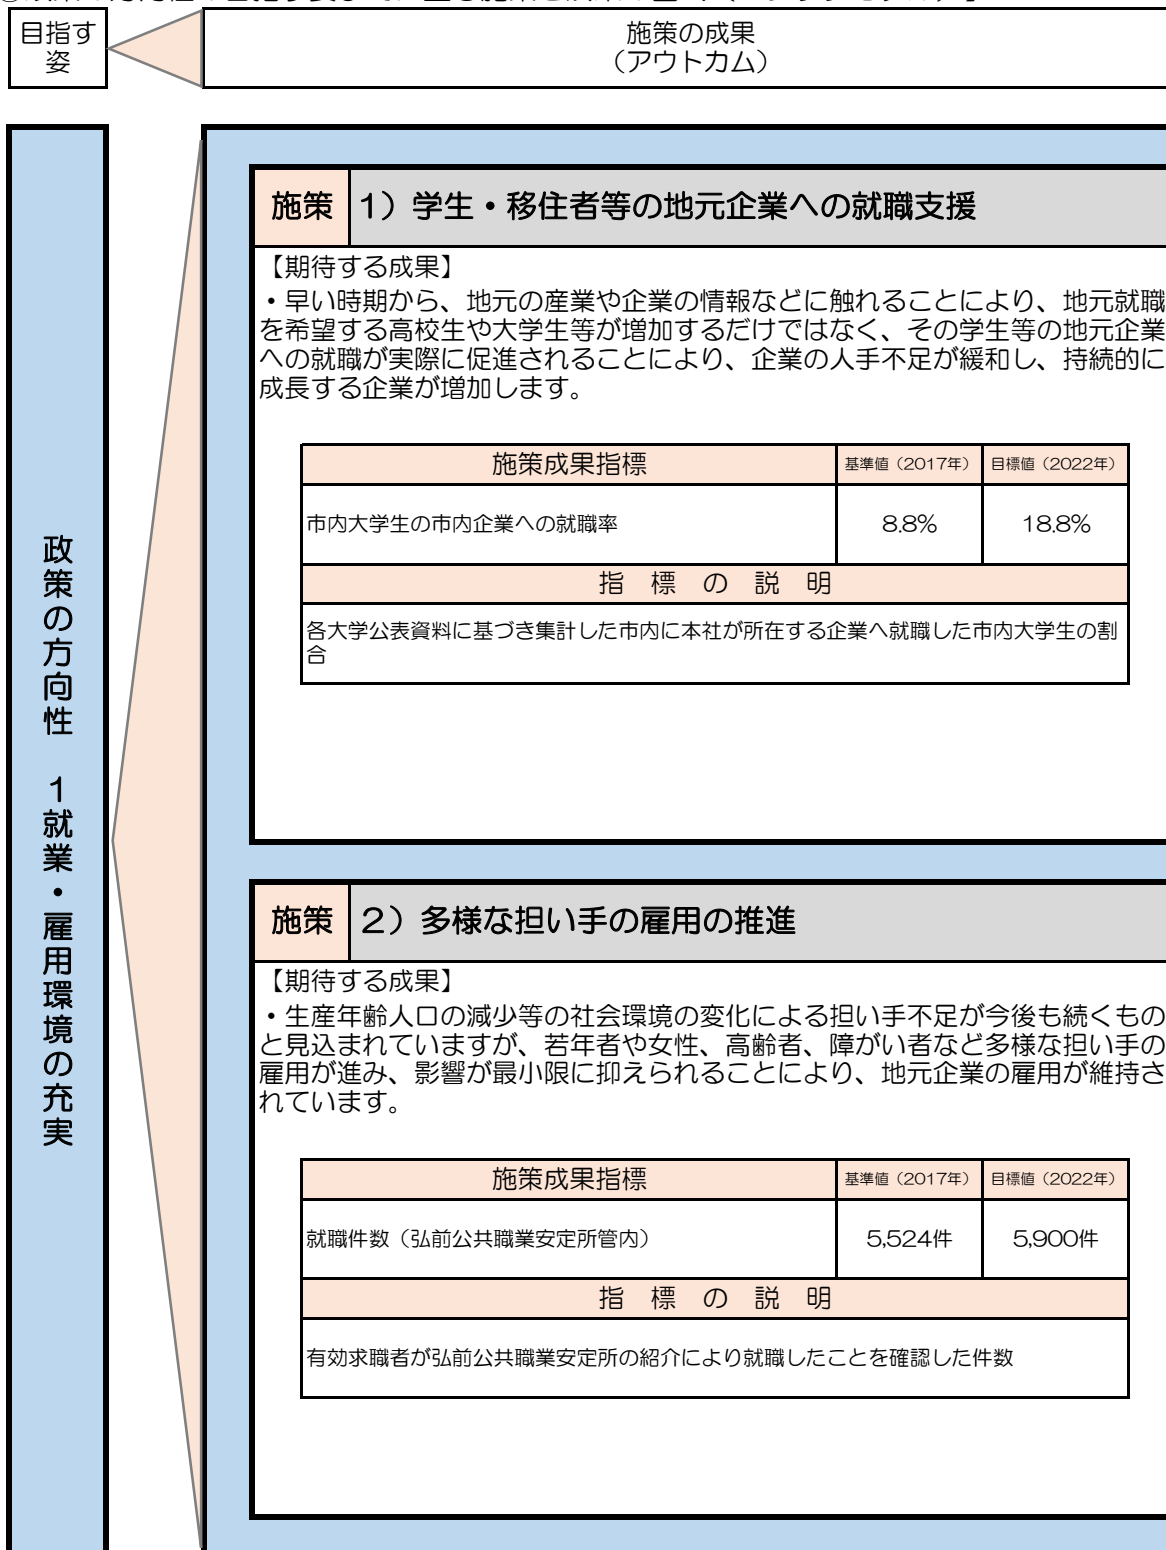 目指す
姿
施策の成果
（アウトカム）
政策の方向性　1就業・雇用環境の充実
施策
1）学生・移住者等の地元企業への就職支援
【期待する成果】
・早い時期から、地元の産業や企業の情報などに触れることにより、地元就職
を希望する高校生や大学生等が増加するだけではなく、その学生等の地元企業
への就職が実際に促進されることにより、企業の人手不足が緩和し、持続的に
成長する企業が増加します。
施策成果指標 基準値（2017年） 目標値（2022年）
市内大学生の市内企業への就職率 8.8% 18.8%
指　標　の　説　明
各大学公表資料に基づき集計した市内に本社が所在する企業へ就職した市内大学生の割
合
施策
2）多様な担い手の雇用の推進
【期待する成果】
・生産年齢人口の減少等の社会環境の変化による担い手不足が今後も続くもの
と見込まれていますが、若年者や女性、高齢者、障がい者など多様な担い手の
雇用が進み、影響が最小限に抑えられることにより、地元企業の雇用が維持さ
れています。
施策成果指標 基準値（2017年） 目標値（2022年）
就職件数（弘前公共職業安定所管内） 5,524件 5,900件
指　標　の　説　明
有効求職者が弘前公共職業安定所の紹介により就職したことを確認した件数